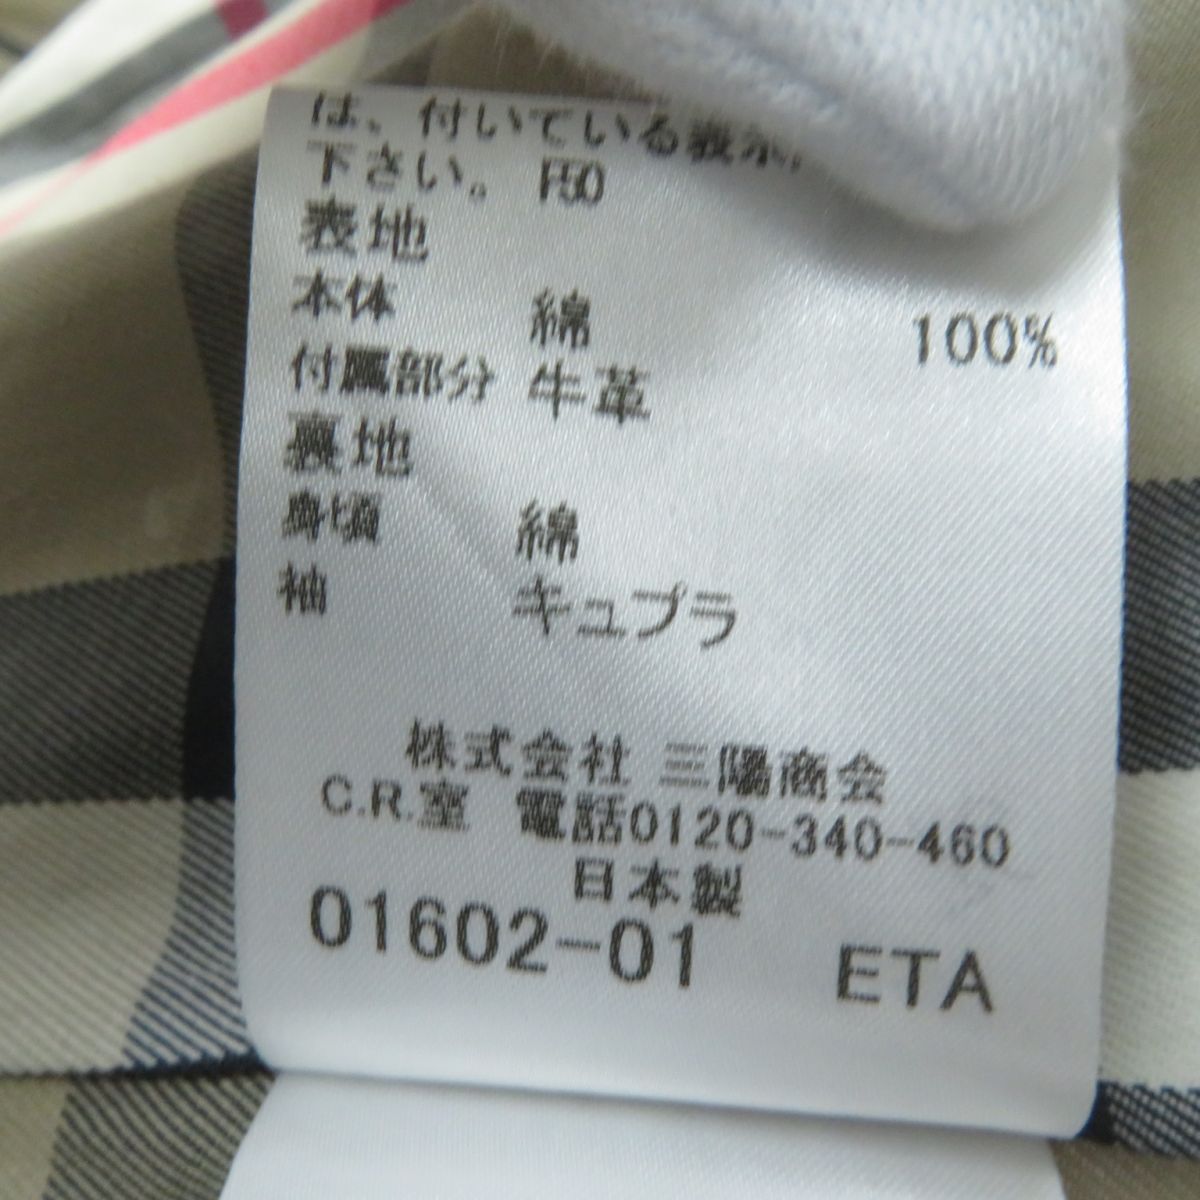 は、付いている表示
下さい。 F50
表地
本体 綿 100%
付属部分 牛革
裏地
身頃 綿
袖 キュプラ
株式会社 三陽商会
C.R.室 電話0120-340-460
日本製
01602-01 ETA